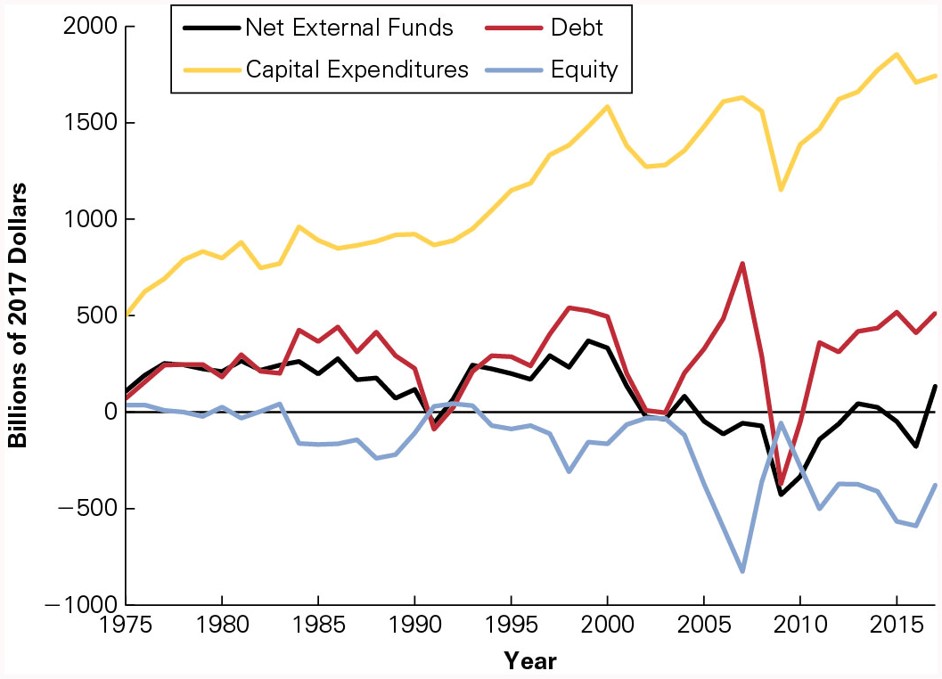 Net External Funds
Debt
Capital Expenditures
Equity
Billions of 2017 Dollars
2000
1500
1000
500
0
−500
−1000
1975 1980 1985 1990 1995 2000 2005 2010 2015
Year